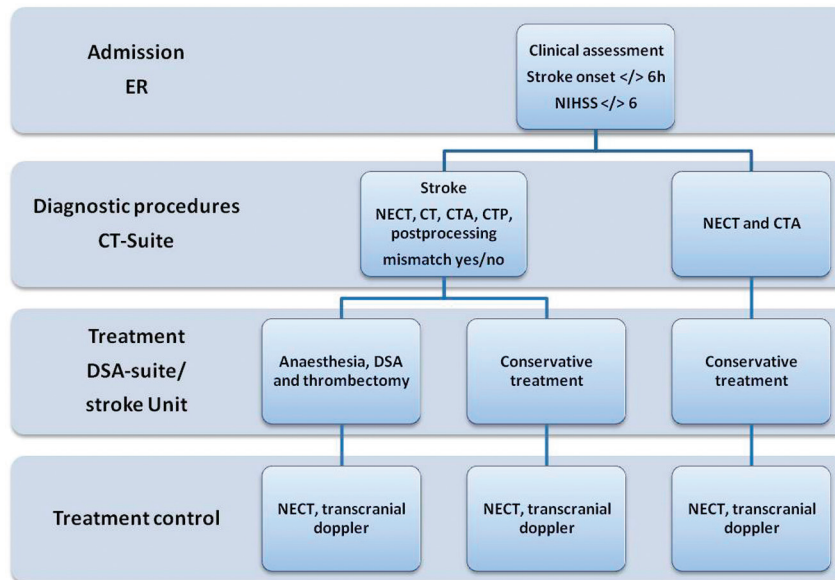 Admission
ER
Clinical assessment
Stroke onset </> 6h
NIHSS </> 6
Diagnostic procedures
CT-Suite
Stroke
NECT, CT, CTA, CTP,
postprocessing
mismatch yes/no
NECT and CTA
Treatment
DSA-suite/
stroke Unit
Anaesthesia, DSA
and thrombectomy
Conservative
treatment
Conservative
treatment
Treatment control
NECT, transcranial
doppler
NECT, transcranial
doppler
NECT, transcranial
doppler